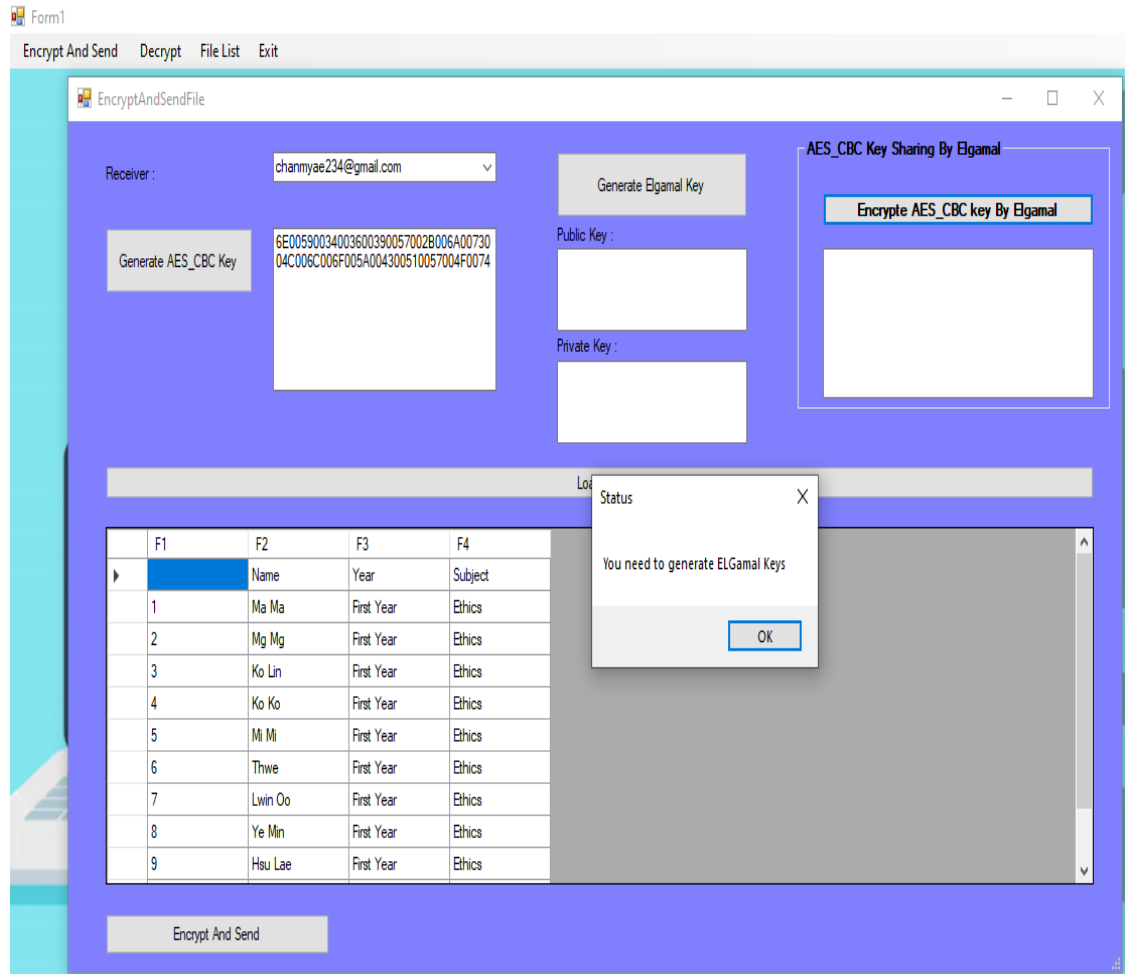 Form1
Encrypt And Send Decrypt File List Exit
EncryptAndSendFile
Receiver :
chanmyae234@gmail.com
Generate Elgamal Key
AES_CBC Key Sharing By Elgamal
Encrypte AES_CBC key By Elgamal
Generate AES_CBC Key
6E00590034003600390057002B006A00730
04C006C006F005A004300510057004F0074
Public Key :
Private Key :
Status
You need to generate ELGamal Keys
OK
F1 F2 F3 F4
Name Year Subject
1 Ma Ma First Year Ethics
2 Mg Mg First Year Ethics
3 Ko Lin First Year Ethics
4 Ko Ko First Year Ethics
5 Mi Mi First Year Ethics
6 Thwe First Year Ethics
7 Lwin Oo First Year Ethics
8 Ye Min First Year Ethics
9 Hsu Lae First Year Ethics
Encrypt And Send